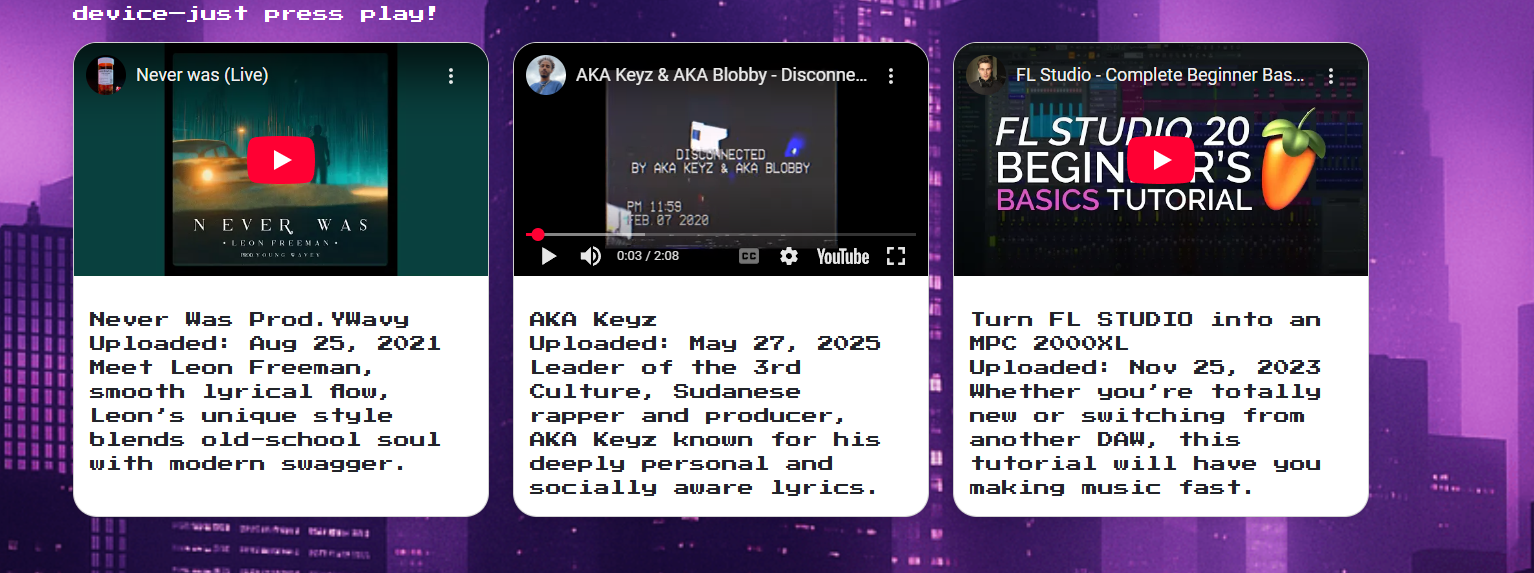 device—just press play!
Never was (Live)
N EVER WAS
• LEON FREEMAN •
PROD YOUNG WAVEY
Never Was Prod.YWavy
Uploaded: Aug 25, 2021
Meet Leon Freeman,
smooth lyrical flow,
Leon's unique style
blends old-school soul
with modern swagger.
AKA Keyz & AKA Blobby - Disconne...
DISCONNECTED
BY AKA KEYZ & AKA BLOBBY
PM 11:59
FEB.07 2020
0:03 / 2:08
CC
YouTube
AKA Keyz
Uploaded: May 27, 2025
Leader of the 3rd
Culture, Sudanese
rapper and producer,
AKA Keyz known for his
deeply personal and
socially aware lyrics.
FL Studio - Complete Beginner Bas...
FL STUDIO 20
BEGINNER'S
BASICS TUTORIAL
Turn FL STUDIO into an
MPC 2000XL
Uploaded: Nov 25, 2023
Whether you're totally
new or switching from
another DAW, this
tutorial will have you
making music fast.